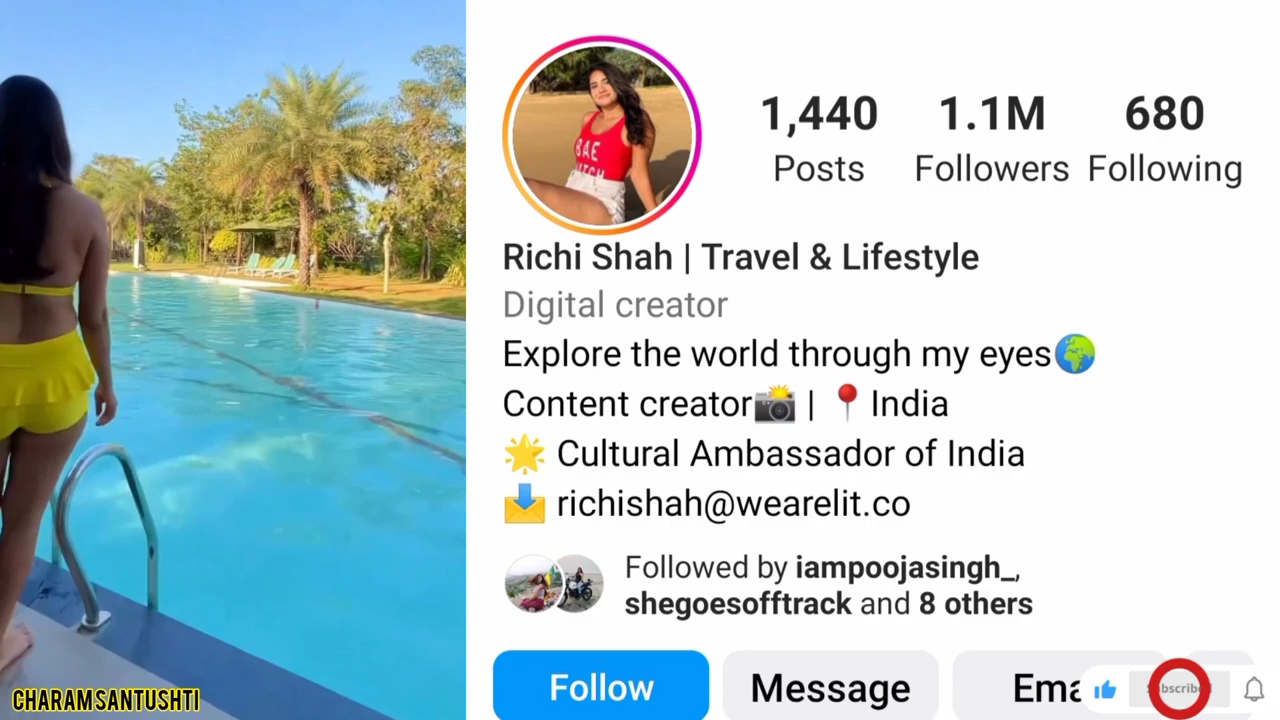 1,440 1.1M 680
Posts Followers Following
BAE
Richi Shah | Travel & Lifestyle
Digital creator
Explore the world through my eyes🌍
Content creator📸 | 📍India
🌟 Cultural Ambassador of India
📩 richishah@wearelit.co
Followed by iampoojasingh_,
shegoesofftrack and 8 others
Follow Message Ema
Subscribed
CHARAMSANTUSHTI